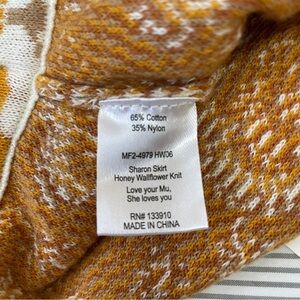 65% Cotton
35% Nylon
MF2-4979 HW06
Sharon Skirt
Honey Wallflower Knit
Love your Mu,
She loves you
RN# 133910
MADE IN CHINA